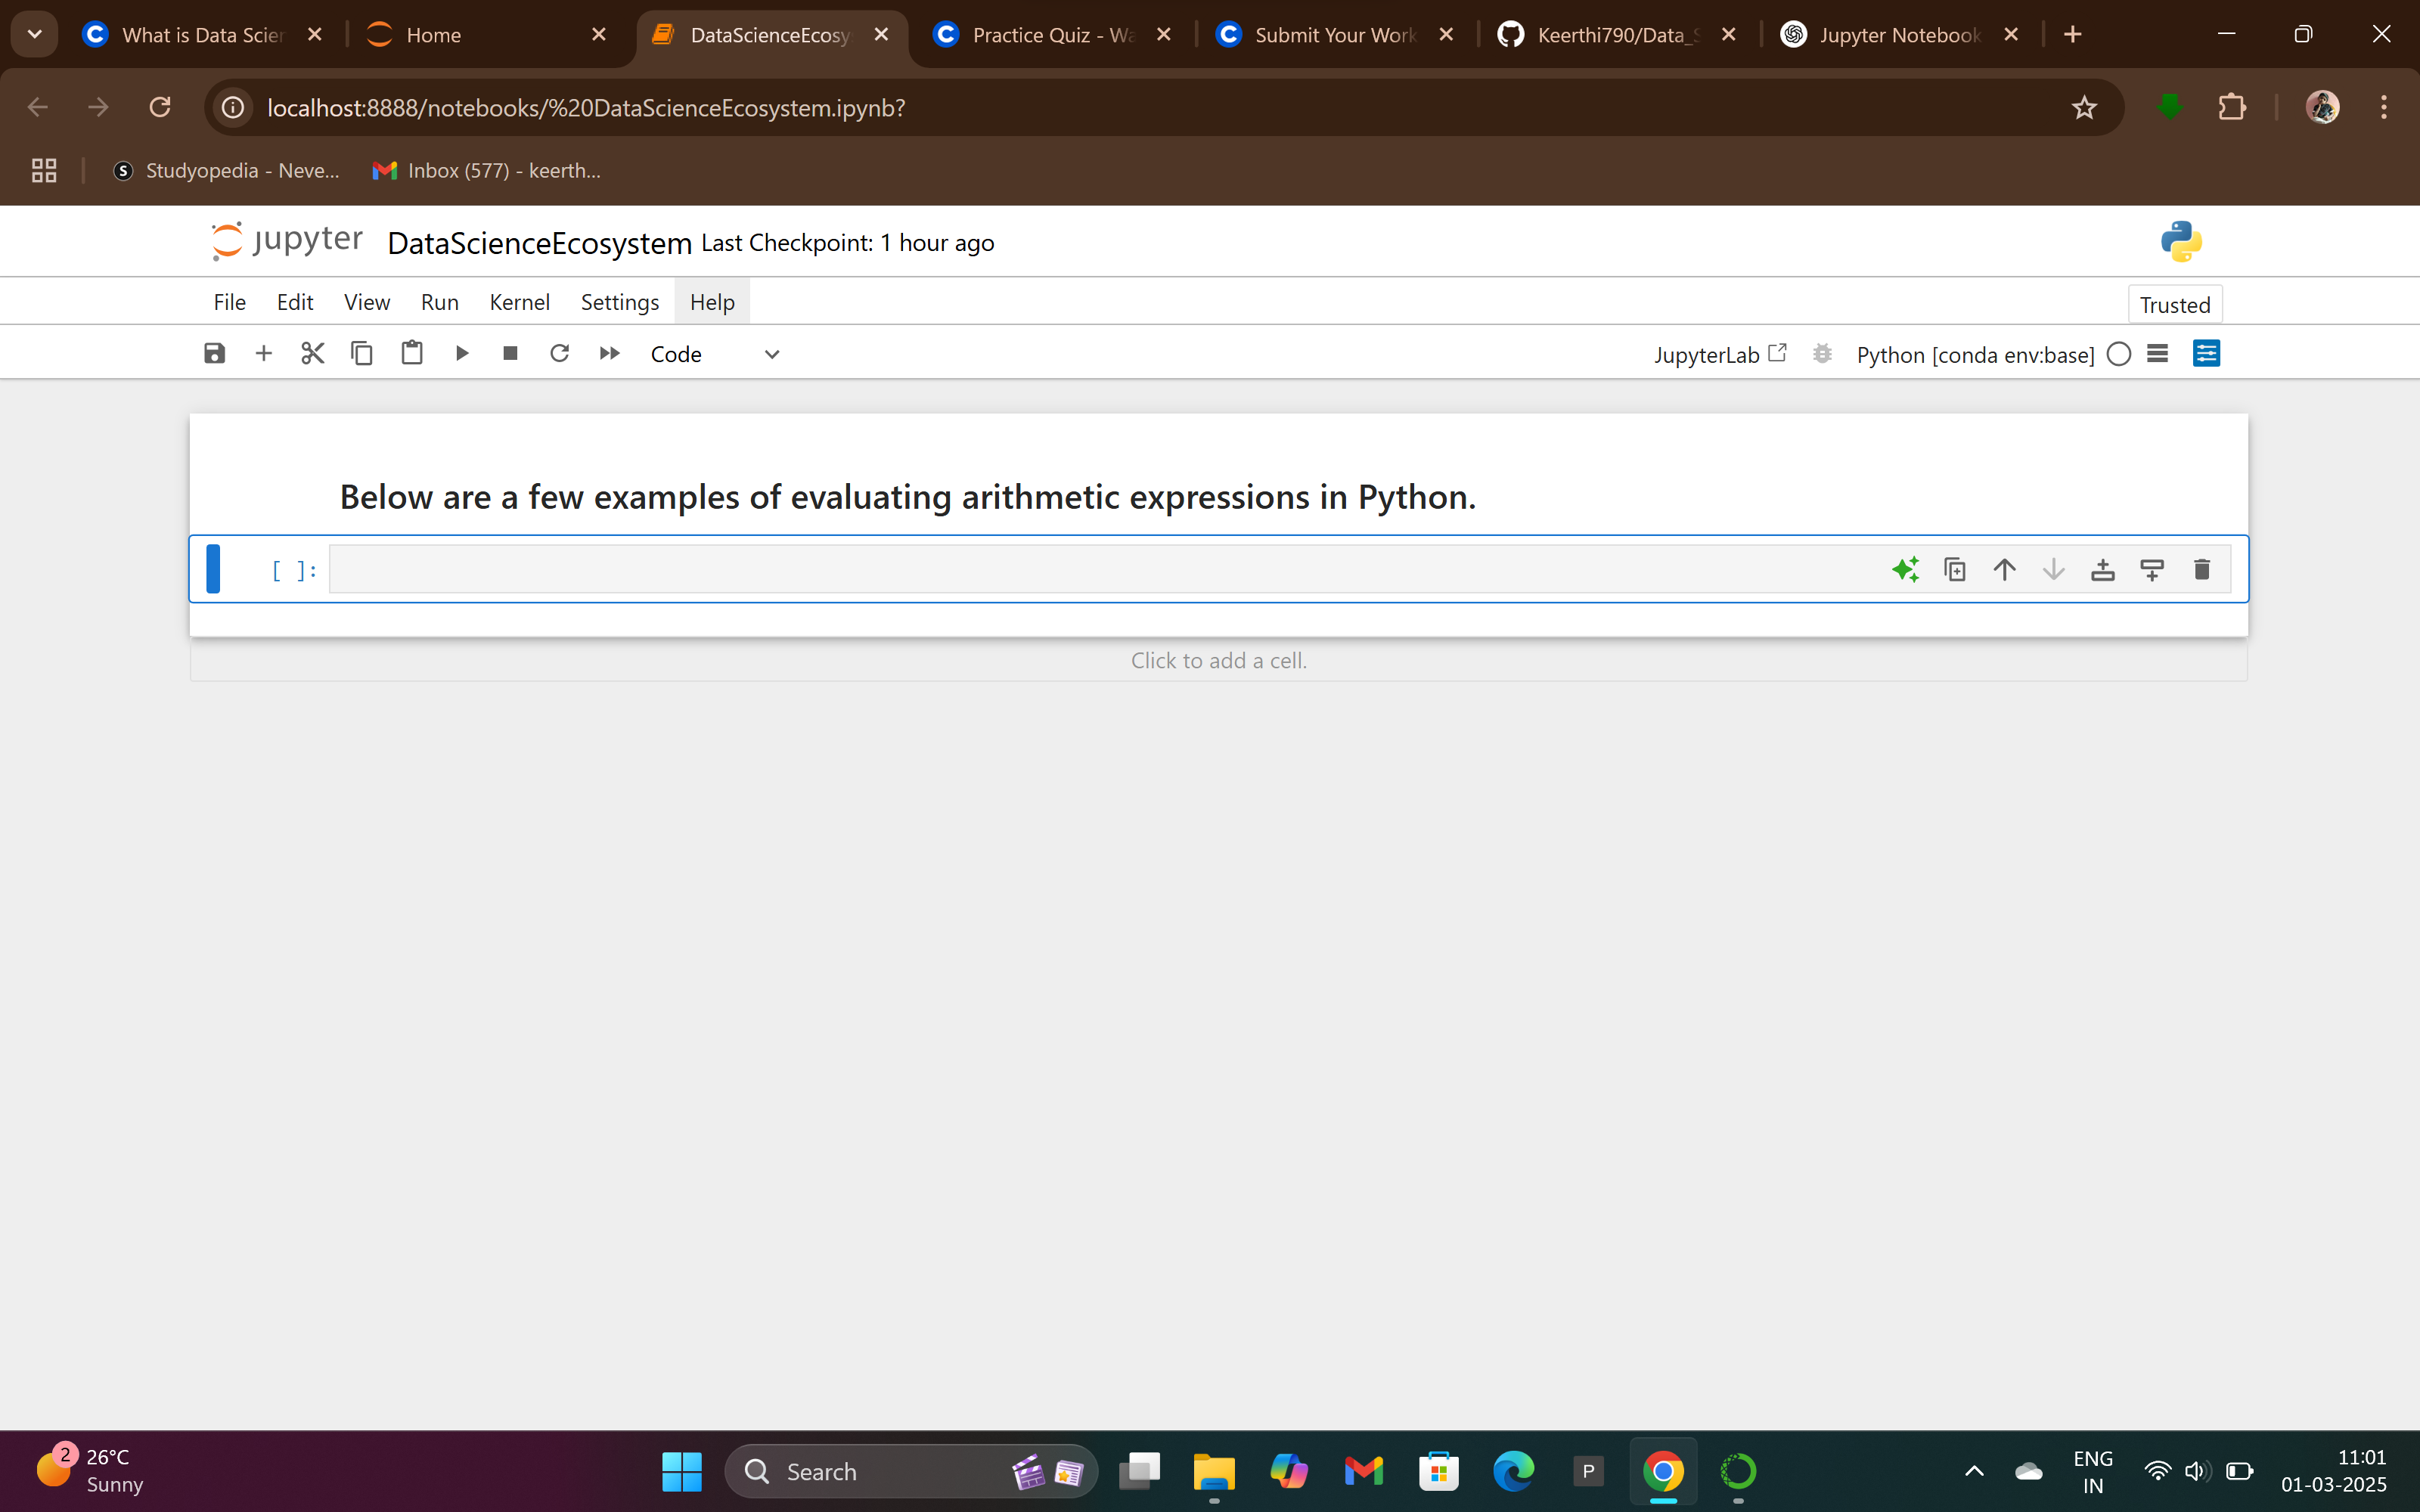 What is Data Scien
Home
DataScienceEcosy
Practice Quiz - Wa
Submit Your Work
Keerthi790/Data_S
Jupyter Notebook
localhost:8888/notebooks/%20DataScienceEcosystem.ipynb?
Studyopedia - Neve...
Inbox (577) - keerth...
jupyter DataScienceEcosystem Last Checkpoint: 1 hour ago
File Edit View Run Kernel Settings Help
Trusted
Code
JupyterLab
Python [conda env:base]
Below are a few examples of evaluating arithmetic expressions in Python.
[ ]:
Click to add a cell.
2
26°C
Sunny
Search
P
ENG
IN
11:01
01-03-2025